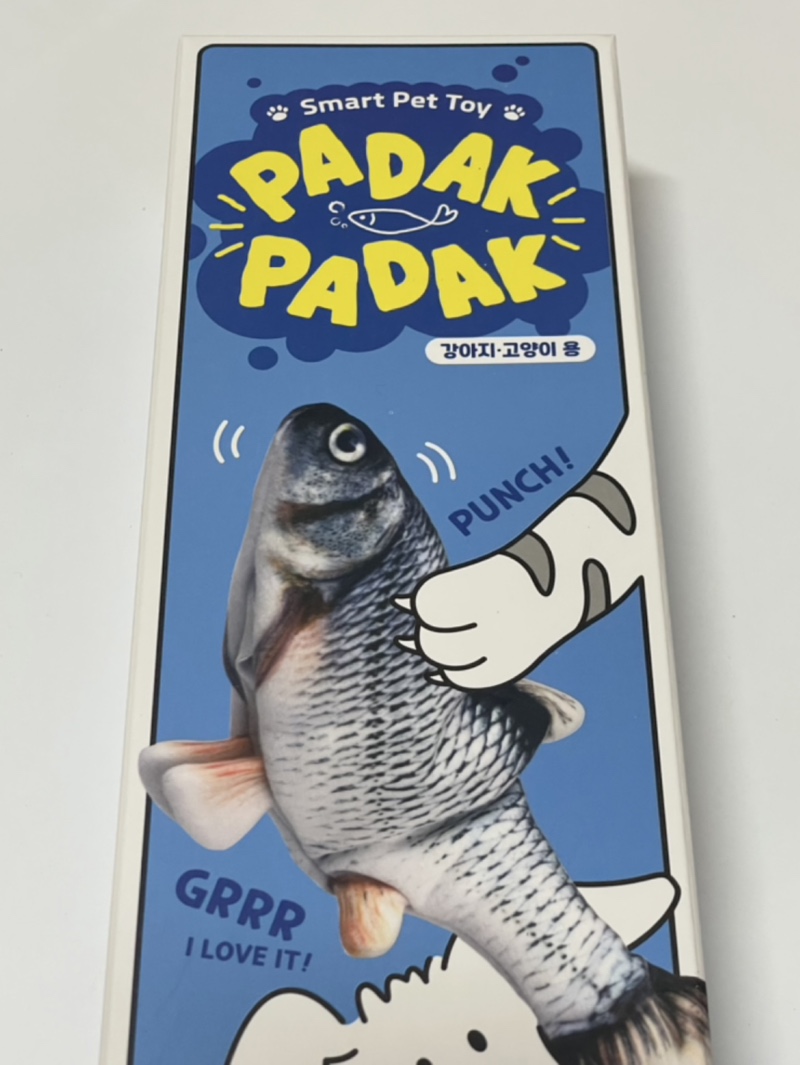 Smart Pet Toy
PADAK
PADAK
강아지·고양이 용
PUNCH!
GRRR
I LOVE IT!